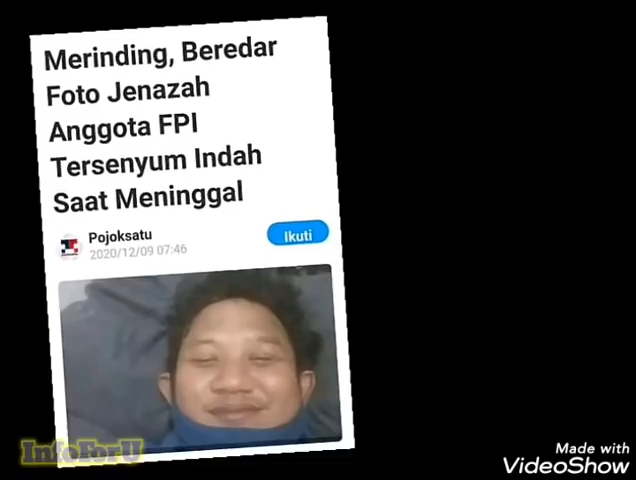 Merinding, Beredar
Foto Jenazah
Anggota FPI
Tersenyum Indah
Saat Meninggal
Pojoksatu
Ikuti
2020/12/09 07:46
InfoForU
Made with
VideoShow